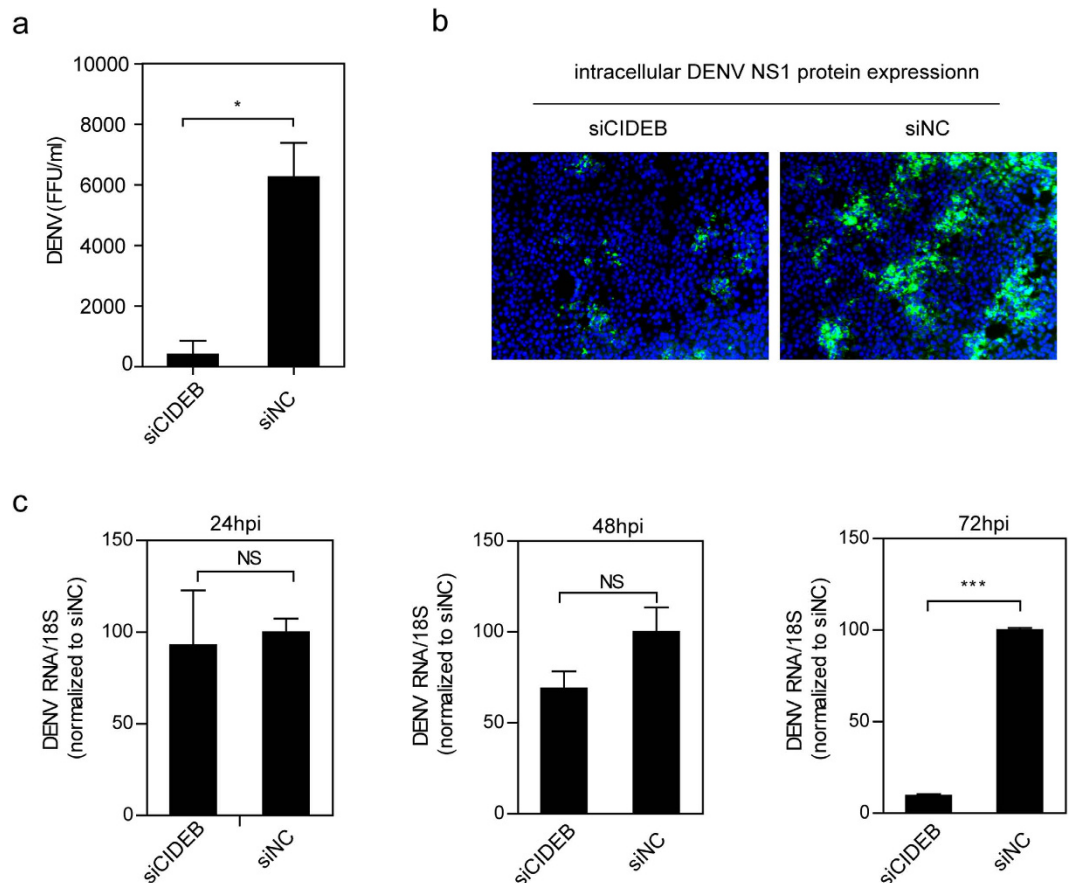 a
10000
8000
6000
4000
2000
0
DENV(FFU/ml)
*
siCIDEB
siNC
b
intracellular DENV NS1 protein expressionn
siCIDEB
siNC
c
24hpi
150
100
50
0
DENV RNA/18S
(normalized to siNC)
NS
siCIDEB
siNC
48hpi
150
100
50
0
DENV RNA/18S
(normalized to siNC)
NS
siCIDEB
siNC
72hpi
150
100
50
0
DENV RNA/18S
(normalized to siNC)
***
siCIDEB
siNC